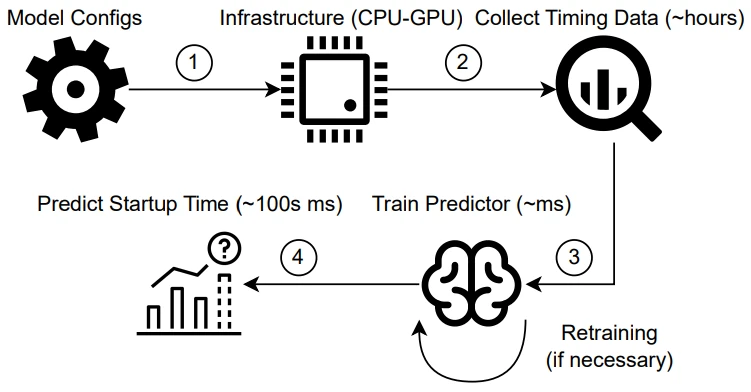 Model Configs
Infrastructure (CPU-GPU)
Collect Timing Data (~hours)
1
2
Predict Startup Time (~100s ms)
Train Predictor (~ms)
?
4
3
Retraining
(if necessary)